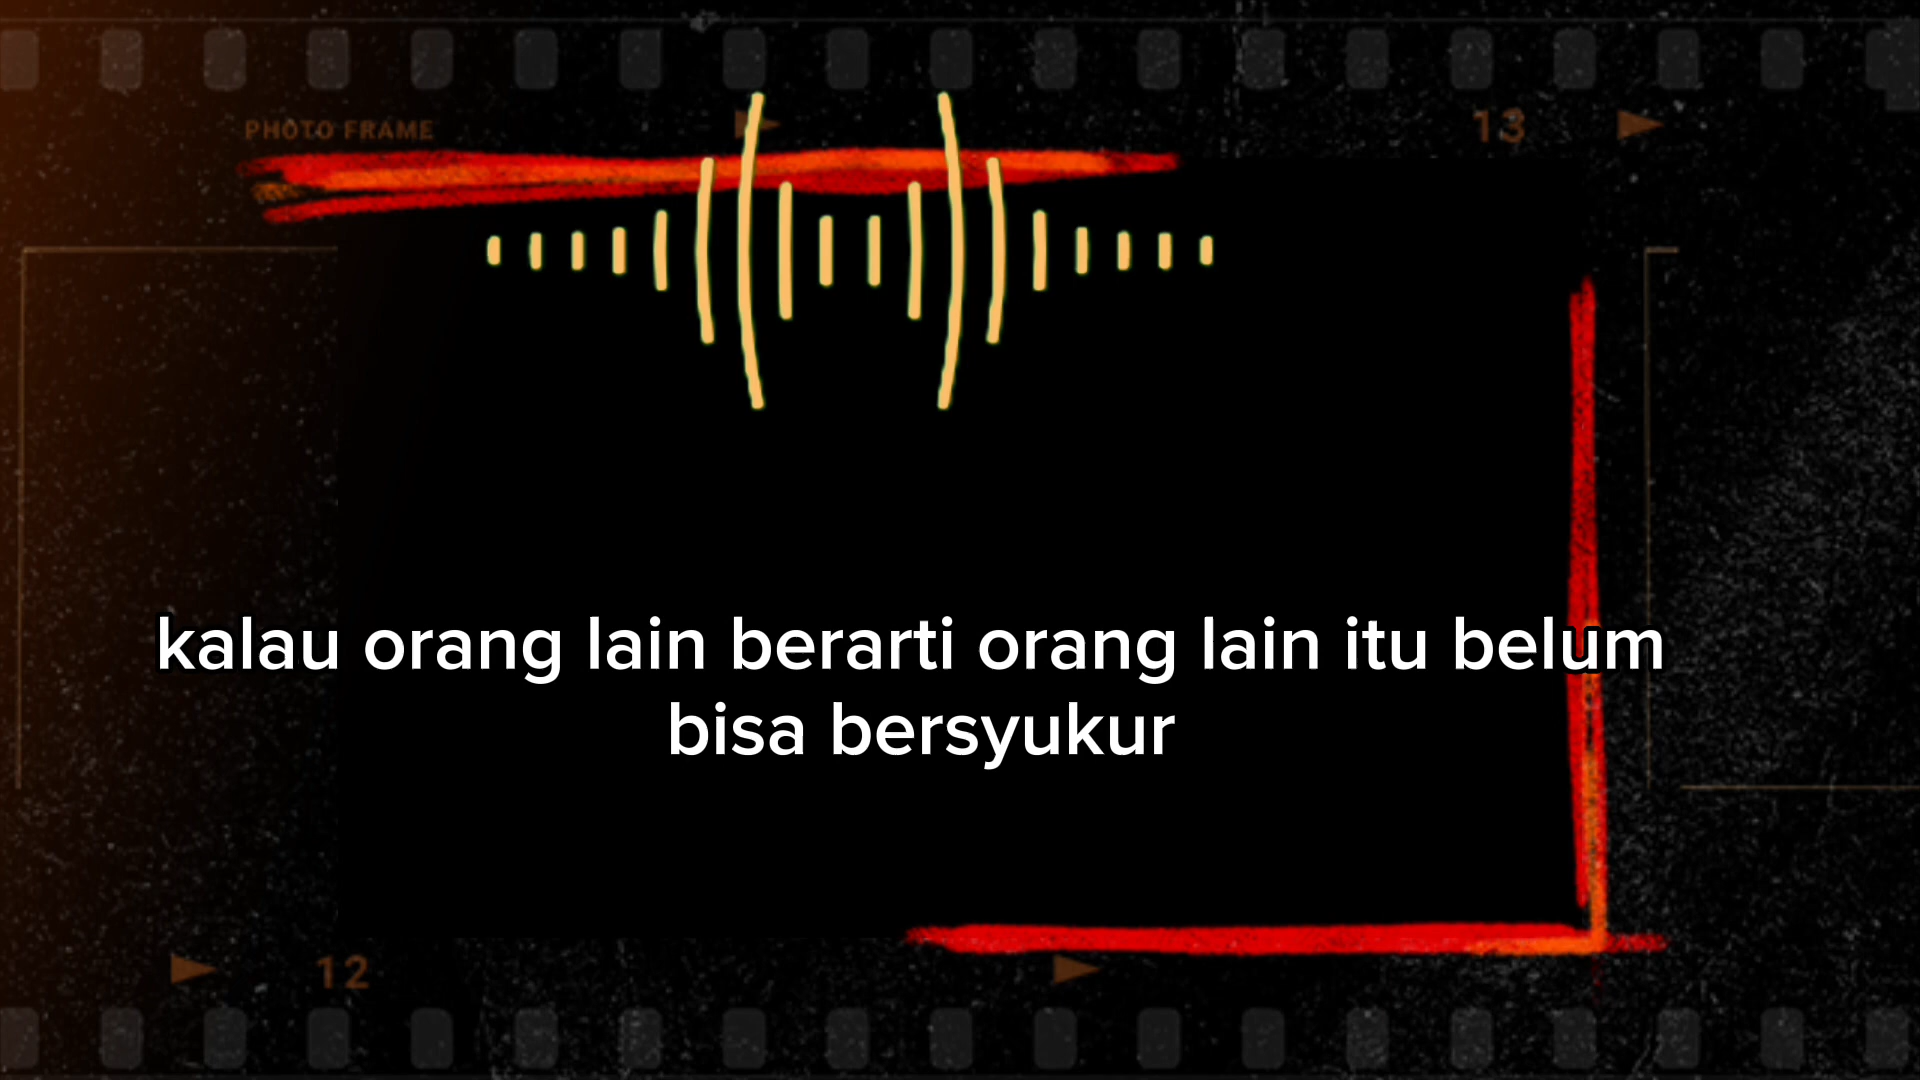 PHOTO FRAME
13
kalau orang lain berarti orang lain itu belum
bisa bersyukur
12